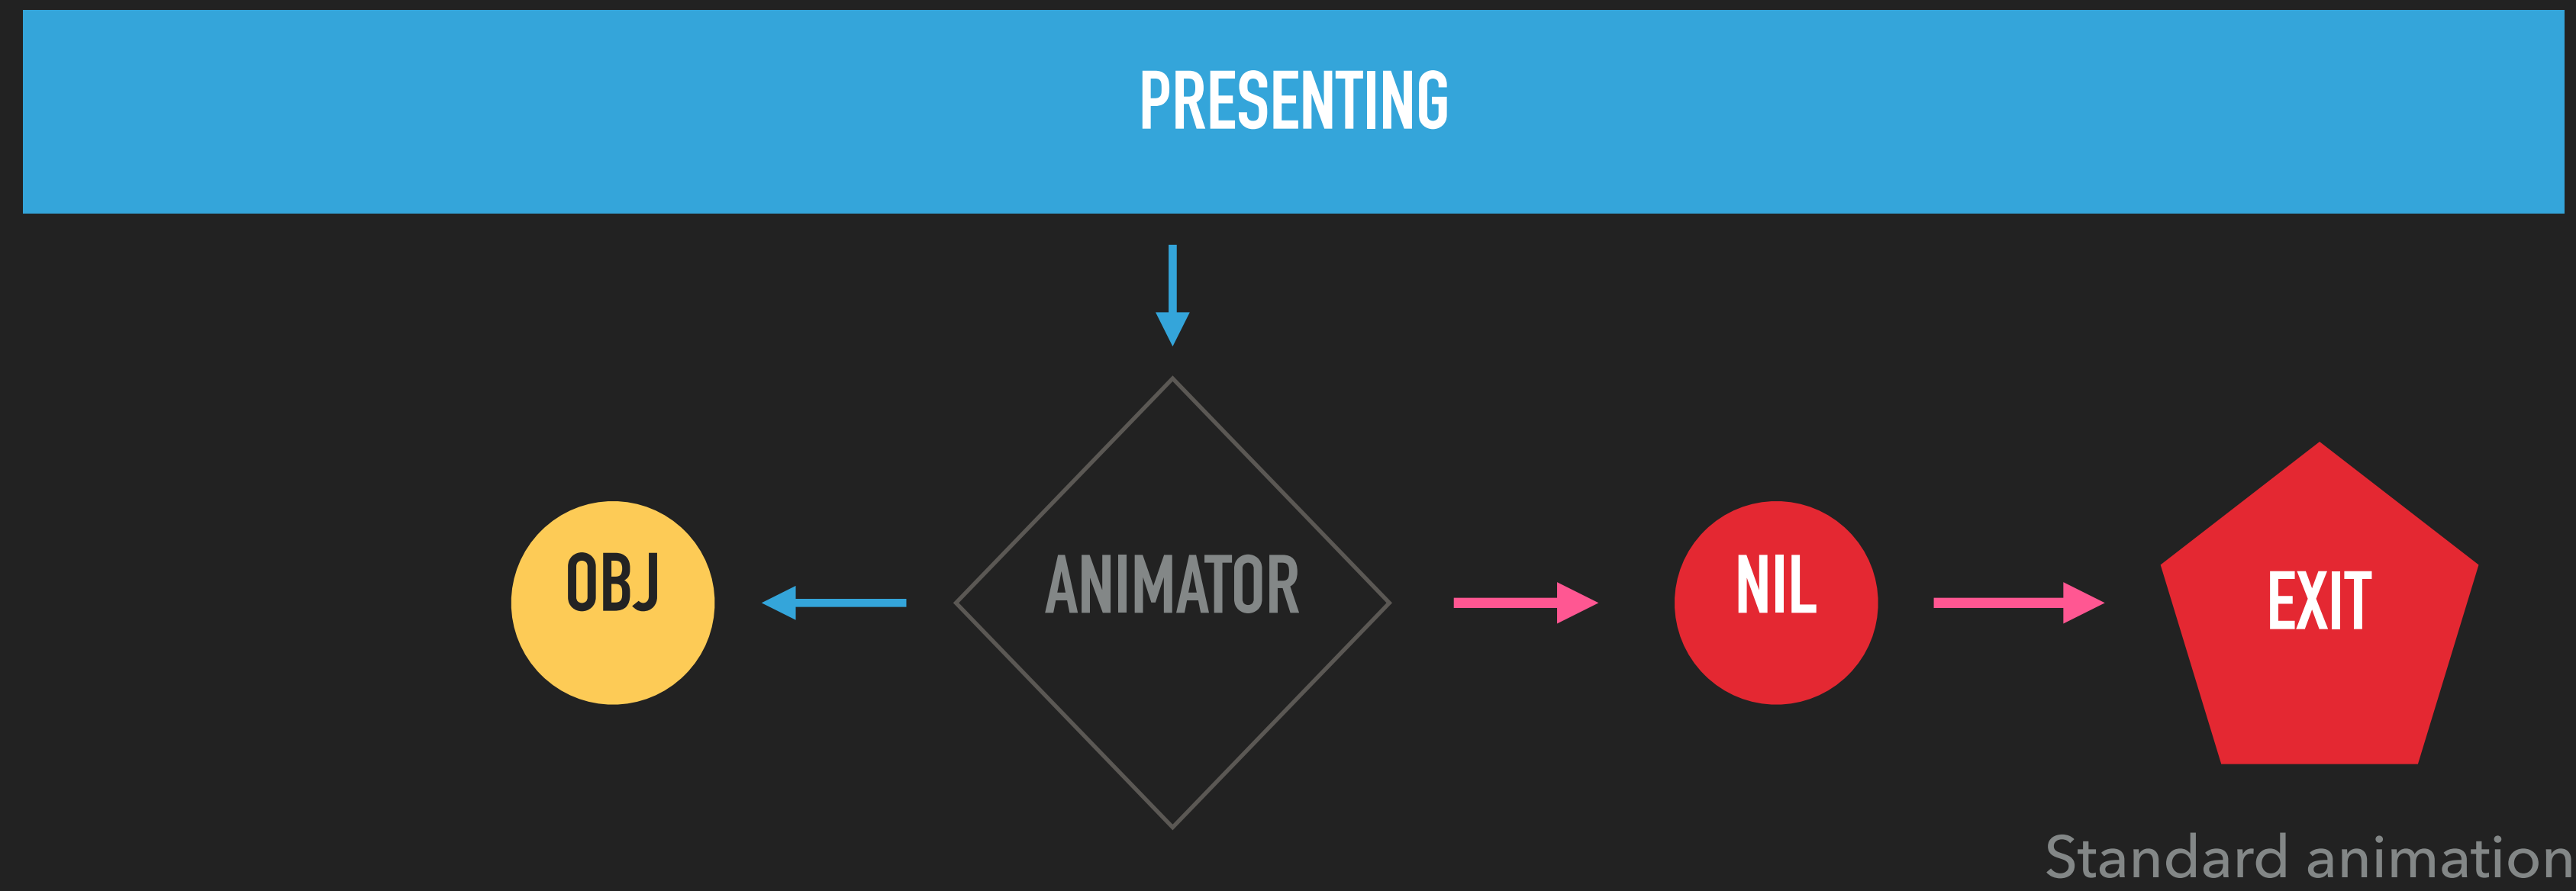 PRESENTING
OBJ
ANIMATOR
NIL
EXIT
Standard animation